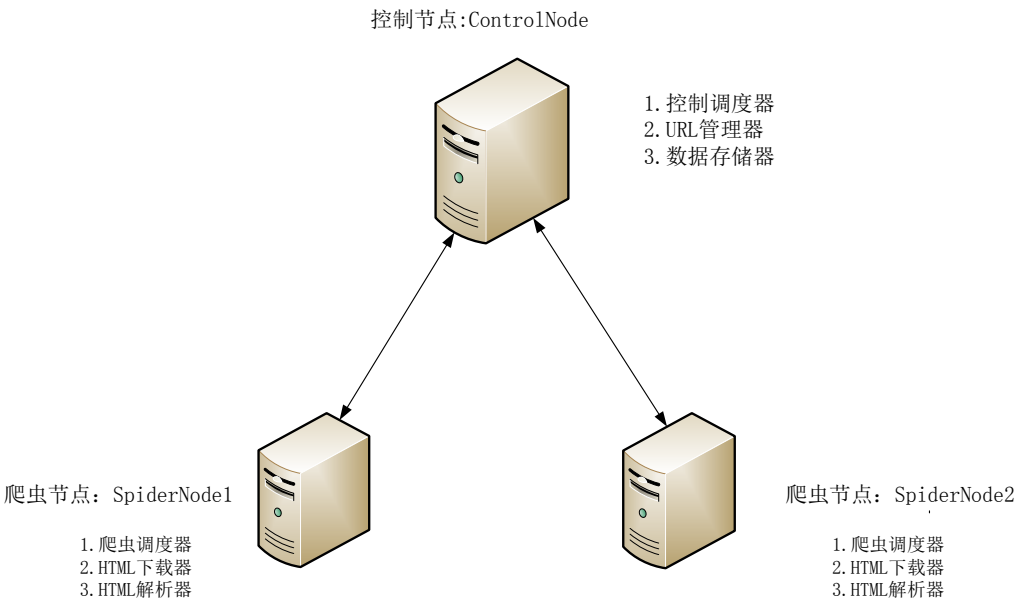 控制节点:ControlNode
1.控制调度器
2.URL管理器
3.数据存储器
爬虫节点：SpiderNode1
1.爬虫调度器
2.HTML下载器
3.HTML解析器
爬虫节点：SpiderNode2
1.爬虫调度器
2.HTML下载器
3.HTML解析器